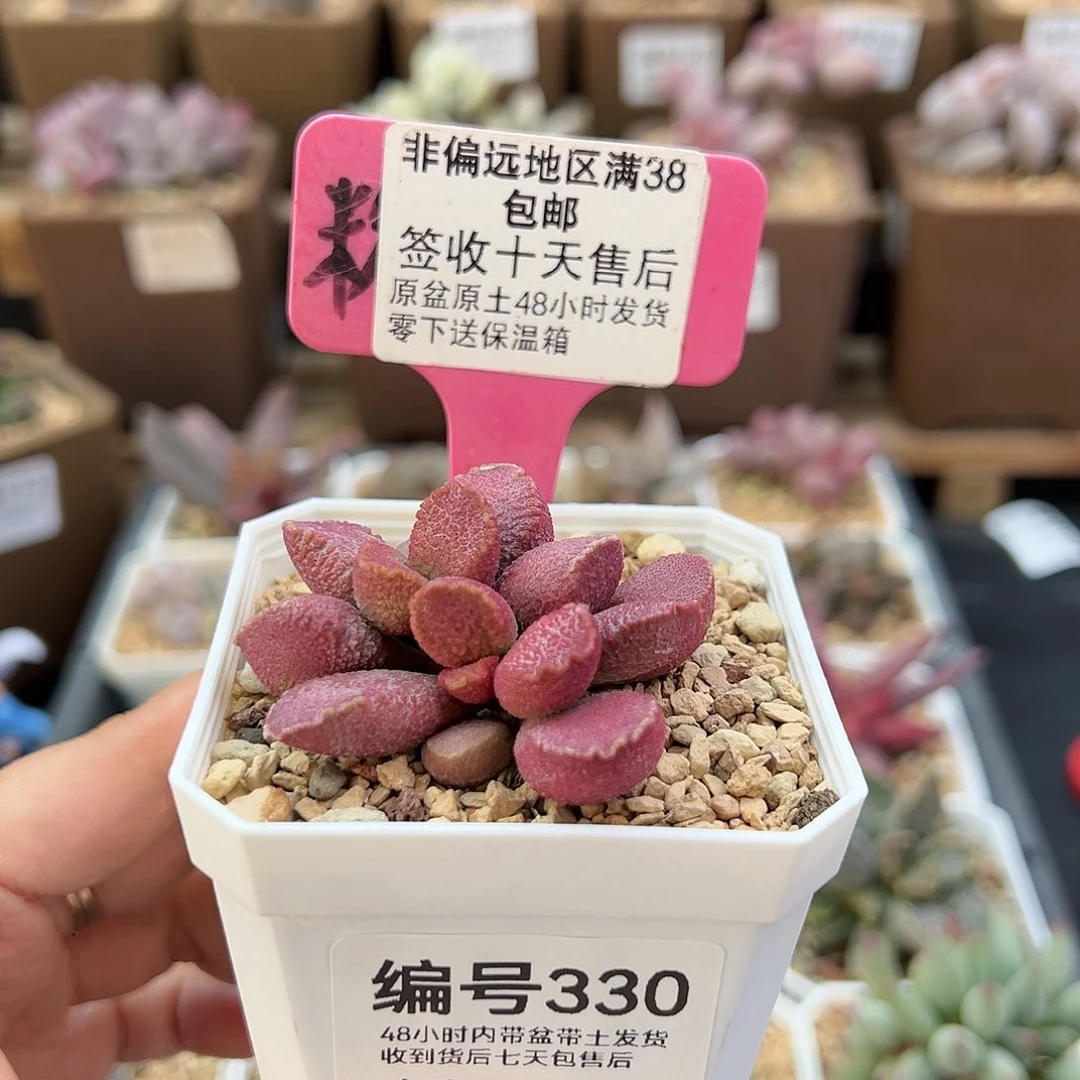 非偏远地区满38
包邮
签收十天售后
原盆原土48小时发货
零下送保温箱
编号330
48小时内带盆带土发货
收到货后七天包售后